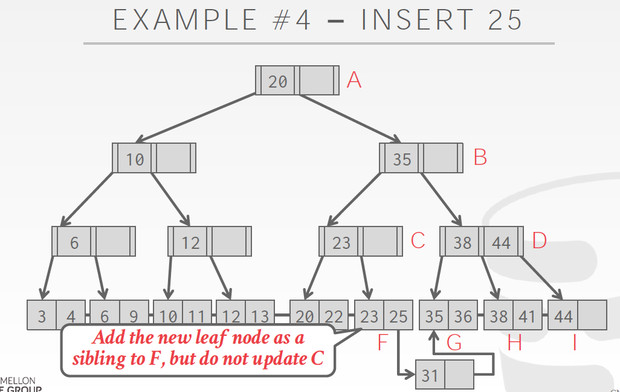 EXAMPLE #4 – INSERT 25
20 A
10 35 B
6 12 23 C 38 44 D
3 4 6 9 10 11 12 13 20 22 23 25 35 36 38 41 44
Add the new leaf node as a F G H I
sibling to F, but do not update C
31
MELLON
E GROUP